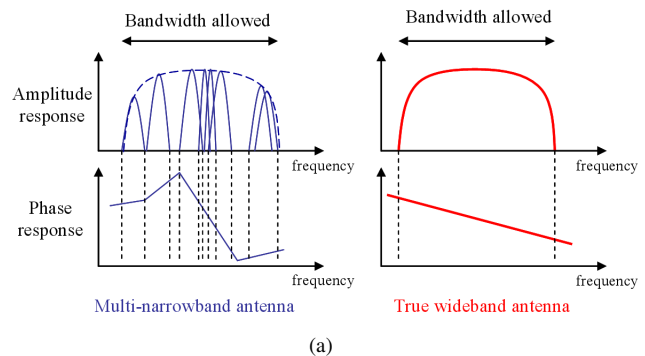 Bandwidth allowed
Bandwidth allowed
Amplitude
response
frequency
frequency
Phase
response
frequency
frequency
Multi-narrowband antenna
True wideband antenna
(a)